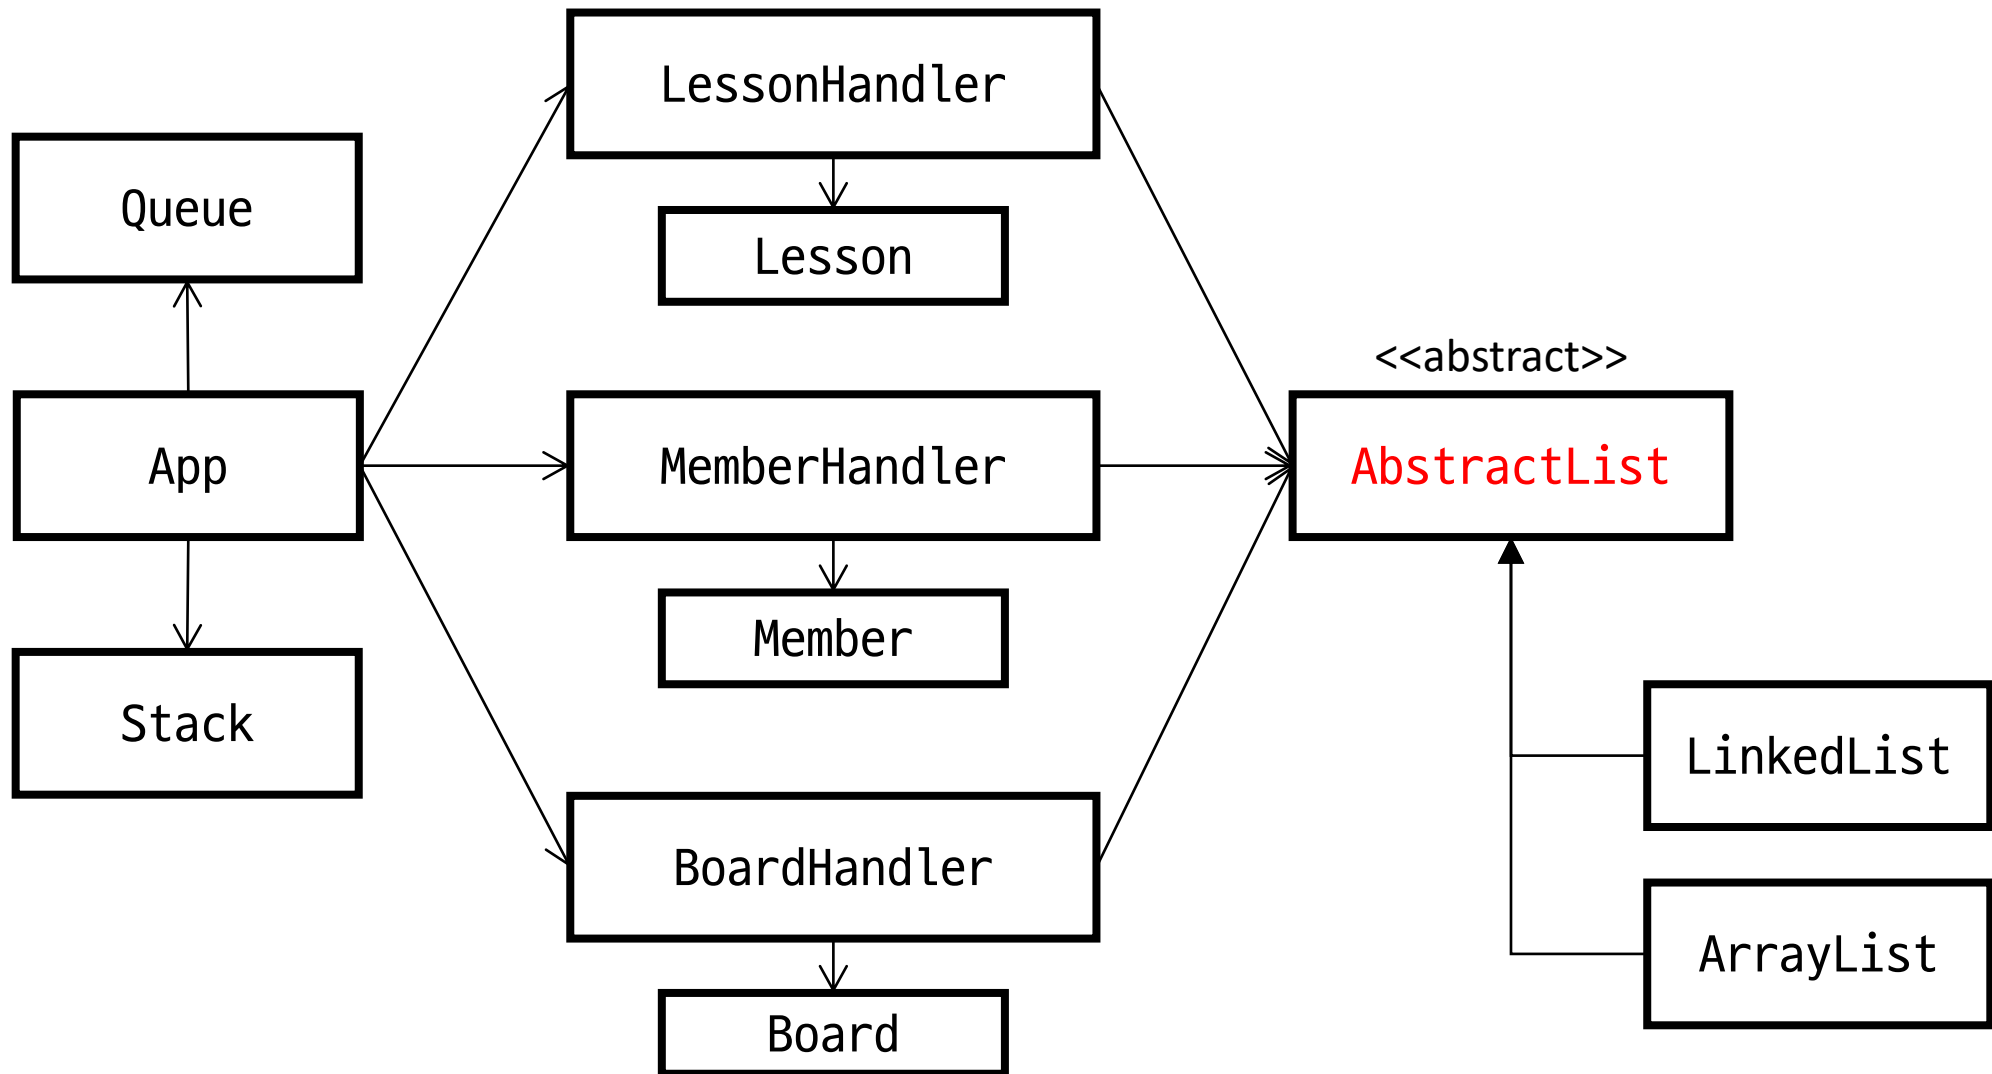 LessonHandler
Queue
Lesson
<<abstract>>
App
MemberHandler
AbstractList
Member
Stack
LinkedList
BoardHandler
ArrayList
Board